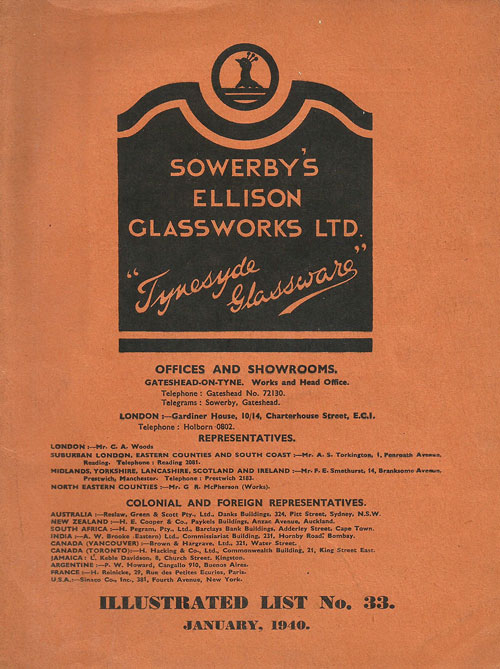 SOWERBY'S
ELLISON
GLASSWORKS LTD.
"Tynesyde
Glassware"
OFFICES AND SHOWROOMS.
GATESHEAD-ON-TYNE. Works and Head Office.
Telephone : Gateshead No. 72130.
Telegrams : Sowerby, Gateshead.
LONDON :—Gardiner House, 10/14, Charterhouse Street, E.C.1.
Telephone : Holborn 0802.
REPRESENTATIVES.
LONDON :—Mr. C. A. Woods
SUBURBAN LONDON, EASTERN COUNTIES AND SOUTH COAST :—Mr. A. S. Torkington, 1, Penroath Avenue,
Reading. Telephone : Reading 2081.
MIDLANDS, YORKSHIRE, LANCASHIRE, SCOTLAND AND IRELAND :—Mr. F. E. Smethurst, 14, Branksome Avenue,
Prestwich, Manchester. Telephone : Prestwich 2183.
NORTH EASTERN COUNTIES :—Mr. G. R. McPherson (Works).
COLONIAL AND FOREIGN REPRESENTATIVES.
AUSTRALIA :—Reslaw, Green & Scott Pty., Ltd., Danks Buildings, 324, Pitt Street, Sydney, N.S.W.
NEW ZEALAND :—H. E. Cooper & Co., Paykels Buildings, Anzac Avenue, Auckland.
SOUTH AFRICA :—H. Pegram, Pty., Ltd., Barclays Bank Buildings, Adderley Street, Cape Town.
INDIA :—A. W. Brooke (Eastern) Ltd., Commissariat Building, 231, Hornby Road, Bombay.
CANADA (VANCOUVER) :—Brown & Hargrave, Ltd., 321, Water Street.
CANADA (TORONTO) :—H. Hacking & Co., Ltd., Commonwealth Building, 21, King Street East.
JAMAICA : L. Keble Davidson, 8, Church Street, Kingston.
ARGENTINE :—P. W. Howard, Cangallo 910, Buenos Aires.
FRANCE :—H. Reinicke, 29, Rue des Petites Ecuries, Paris.
U.S.A. :—Sinaco Co., Inc., 381, Fourth Avenue, New York.
ILLUSTRATED LIST No. 33.
JANUARY, 1940.